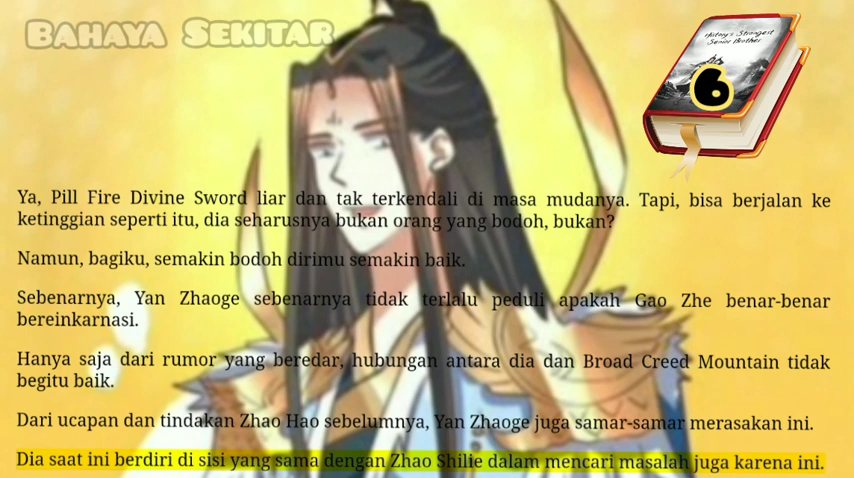 Bahaya Sekitar
History's Strongest
Senior Brother
6
Ya, Pill Fire Divine Sword liar dan tak terkendali di masa mudanya. Tapi, bisa berjalan ke
ketinggian seperti itu, dia seharusnya bukan orang yang bodoh, bukan?
Namun, bagiku, semakin bodoh dirimu semakin baik.
Sebenarnya, Yan Zhaoge sebenarnya tidak terlalu peduli apakah Gao Zhe benar-benar
bereinkarnasi.
Hanya saja dari rumor yang beredar, hubungan antara dia dan Broad Creed Mountain tidak
begitu baik.
Dari ucapan dan tindakan Zhao Hao sebelumnya, Yan Zhaoge juga samar-samar merasakan ini.
Dia saat ini berdiri di sisi yang sama dengan Zhao Shilie dalam mencari masalah juga karena ini.